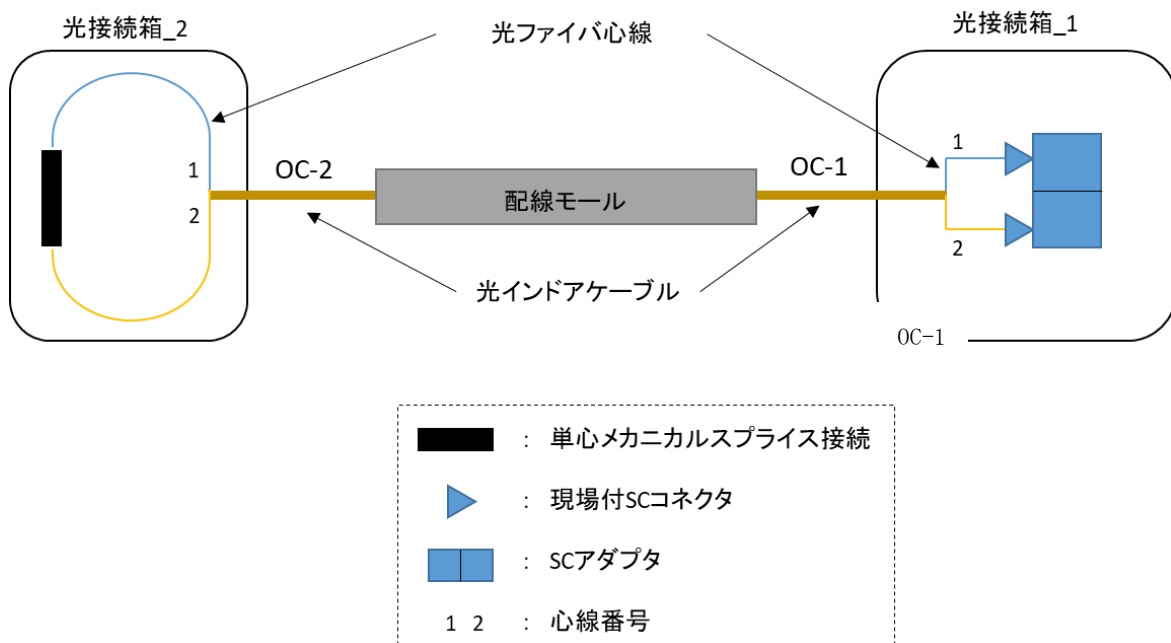 光接続箱_2
光ファイバ心線
光接続箱_1
1
2
OC-2
配線モール
OC-1
1
2
光インドアケーブル
OC-1
： 単心メカニカルスプライス接続
： 現場付SCコネクタ
： SCアダプタ
1 2 ： 心線番号